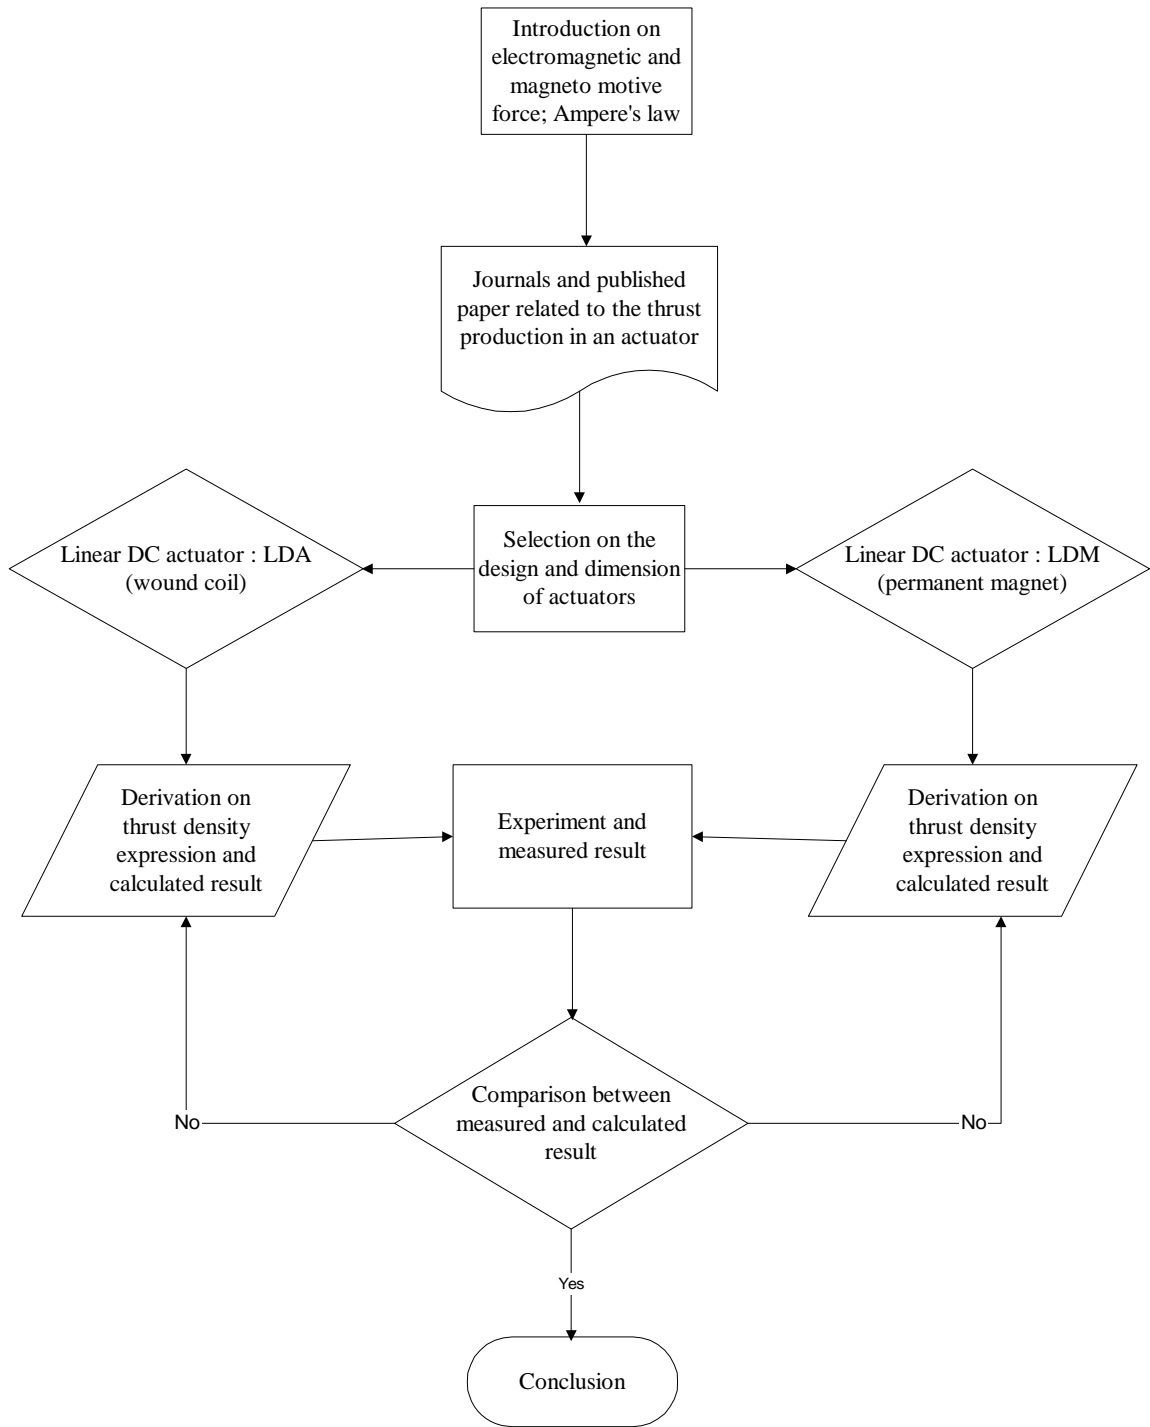 Introduction on
electromagnetic and
magneto motive
force; Ampere's law
Journals and published
paper related to the thrust
production in an actuator
Selection on the
design and dimension
of actuators
Linear DC actuator : LDA
(wound coil)
Linear DC actuator : LDM
(permanent magnet)
Derivation on
thrust density
expression and
calculated result
Experiment and
measured result
Derivation on
thrust density
expression and
calculated result
Comparison between
measured and calculated
result
No
No
Yes
Conclusion